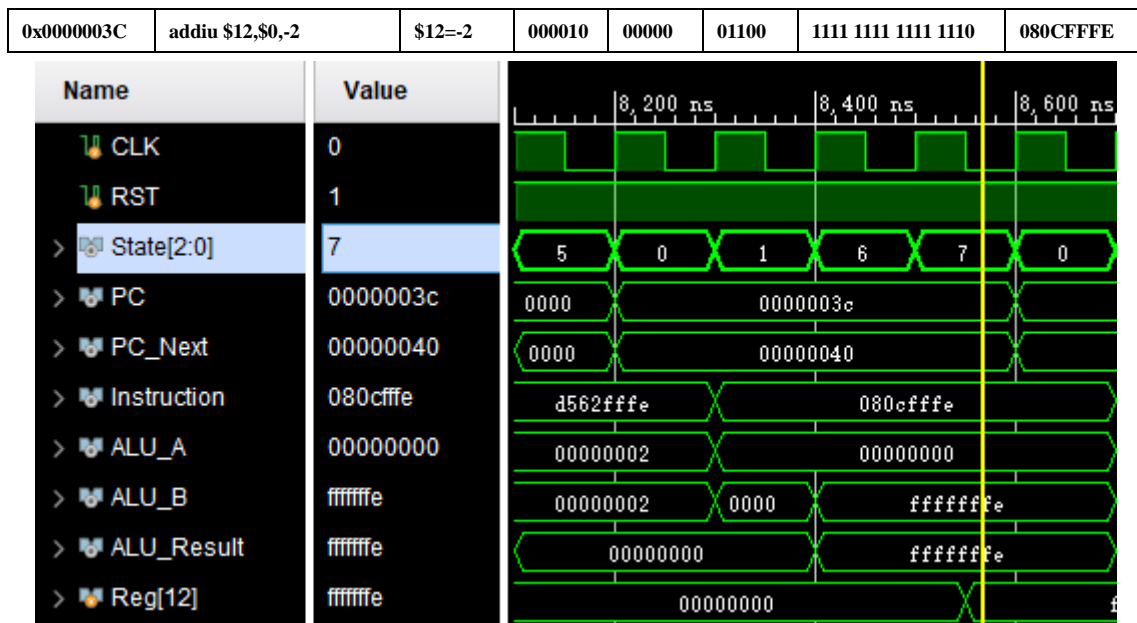 0x0000003C addiu $12,$0,-2 $12=-2 000010 00000 01100 1111 1111 1111 1110 080CFFFE
Name Value 8,200 ns 8,400 ns 8,600 ns
CLK 0
RST 1
> State[2:0] 7 5 0 1 6 7 0
> PC 0000003c 0000 0000003c
> PC_Next 00000040 0000 00000040
> Instruction 080cfffe d562fffe 080cfffe
> ALU_A 00000000 00000002 00000000
> ALU_B fffffffe 00000002 0000 fffffffe
> ALU_Result fffffffe 00000000 fffffffe
> Reg[12] fffffffe 00000000 f